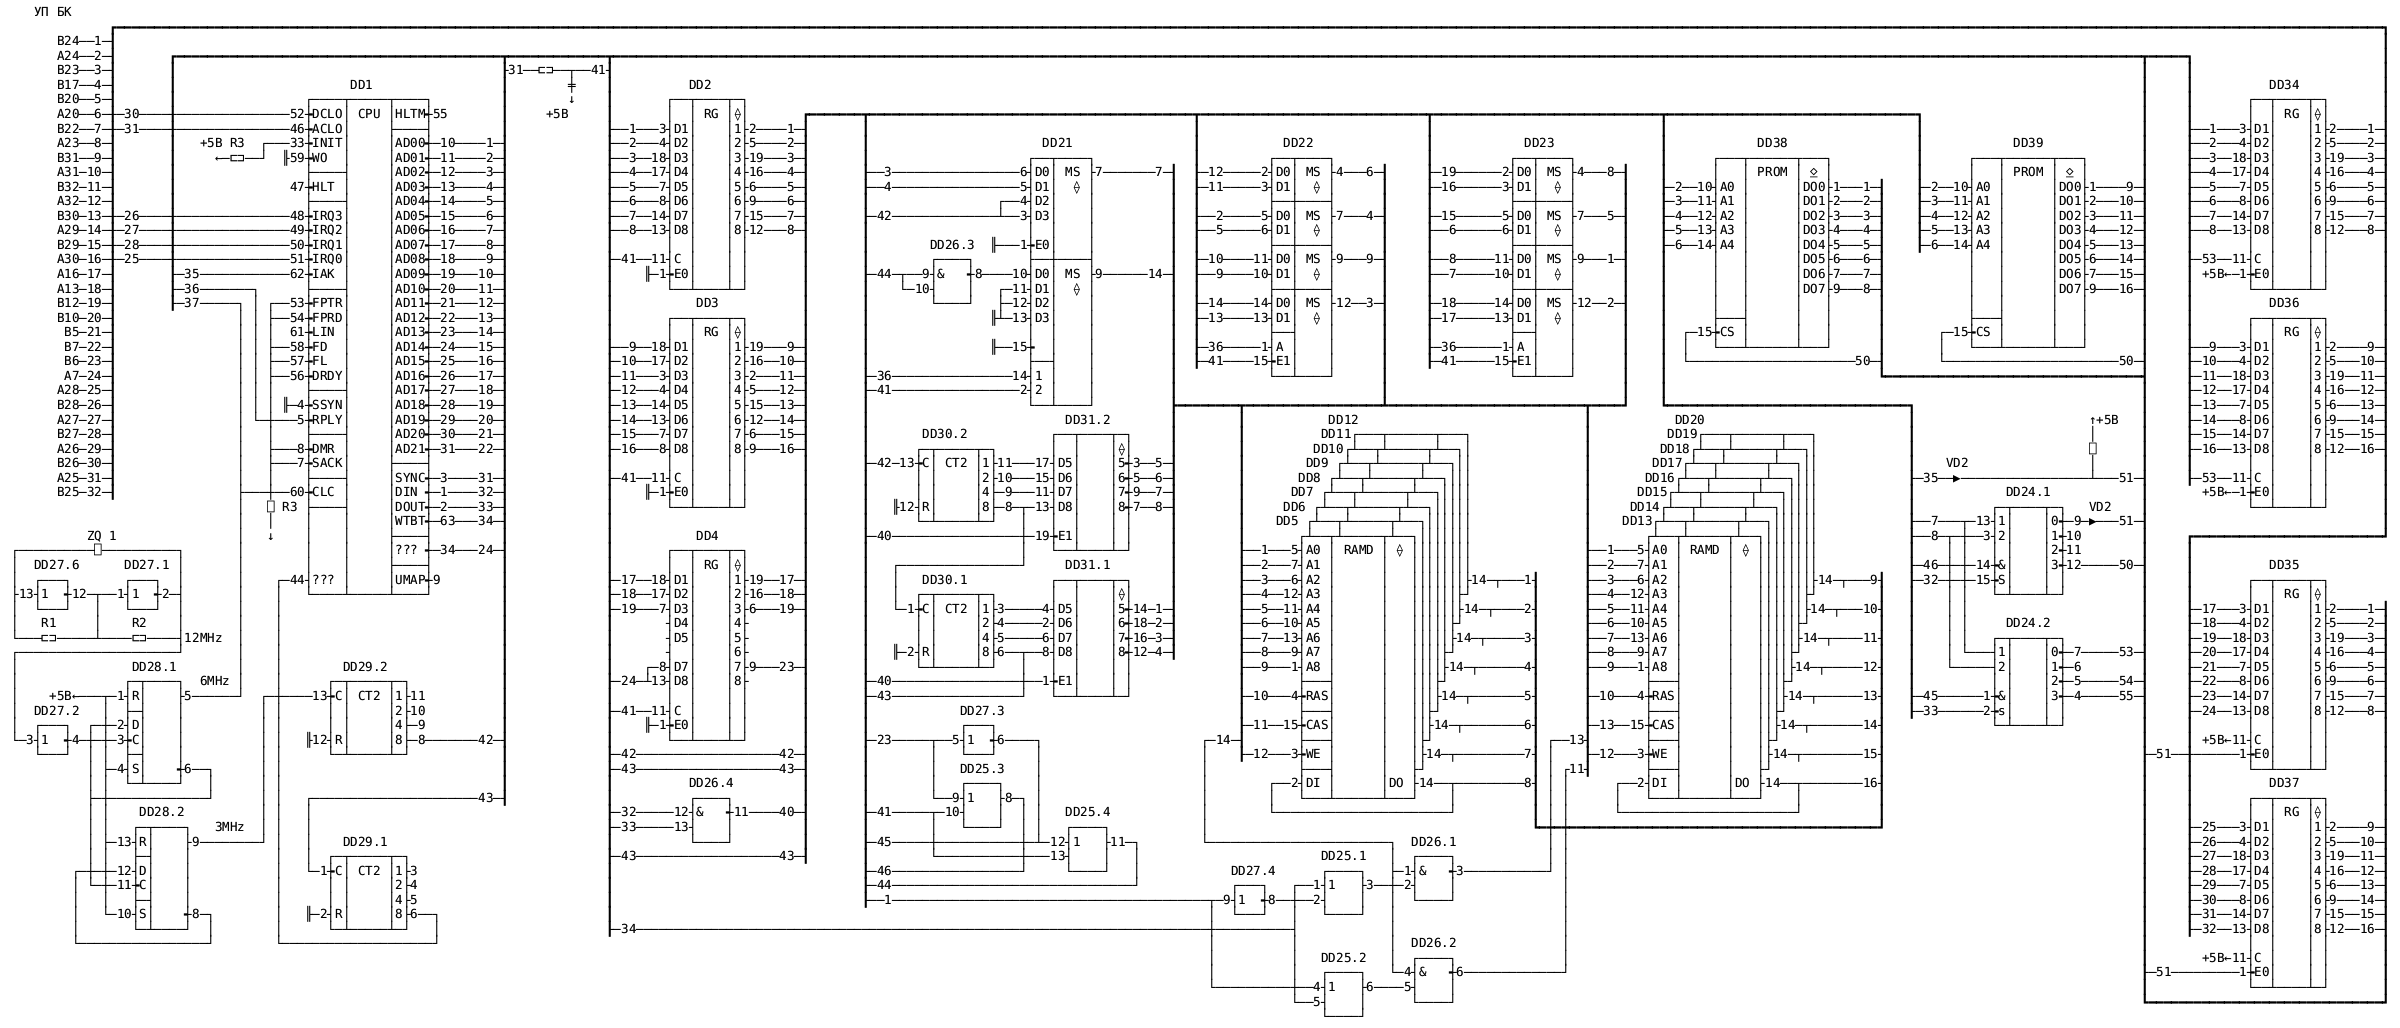 УП БК
B24 1
A24 2
B23 3
B17 4
B20 5
A20 6 30
B22 7 31
A23 8
B31 9
A31 10
B32 11
A32 12
B30 13 26
A29 14 27
B29 15 28
A30 16 25
A16 17
A13 18
B12 19
B10 20
B5 21
B7 22
B6 23
A7 24
A28 25
B28 26
A27 27
B27 28
A26 29
B26 30
A25 31
B25 32
35
36
37
+5В R3
DD1
CPU
52 DCLO
46 ACLO
33 INIT
59 WO
47 HLT
48 IRQ3
49 IRQ2
50 IRQ1
51 IRQ0
62 IAK
53 FPTR
54 FPRD
61 LIN
58 FD
57 FL
56 DRDY
4 SSYN
5 RPLY
8 DMR
7 SACK
60 CLC
R3
44 ???
HLTM 55
AD00 10 1
AD01 11 2
AD02 12 3
AD03 13 4
AD04 14 5
AD05 15 6
AD06 16 7
AD07 17 8
AD08 18 9
AD09 19 10
AD10 20 11
AD11 21 12
AD12 22 13
AD13 23 14
AD14 24 15
AD15 25 16
AD16 26 17
AD17 27 18
AD18 28 19
AD19 29 20
AD20 30 21
AD21 31 22
SYNC 3 31
DIN 1 32
DOUT 2 33
WTBT 63 34
??? 34 24
UMAP 9
31 41
+5В
ZQ 1
DD27.6 DD27.1
13 1 12 1 1 2
R1 R2
12MHz
DD28.1
6MHz
+5В 1 R 5
DD27.2
2 D
3 1 4 3 C
4 S 6
DD28.2
3MHz
13 R 9
12 D
11 C
10 S 8
DD29.2
13 C CT2 1 11
2 10
4 9
12 R 8 8 42
43
DD29.1
1 C CT2 1 3
2 4
4 5
2 R 8 6
DD2
RG
1 3 D1 1 2 1
2 4 D2 2 5 2
3 18 D3 3 19 3
4 17 D4 4 16 4
5 7 D5 5 6 5
6 8 D6 6 9 6
7 14 D7 7 15 7
8 13 D8 8 12 8
41 11 C
1 E0
DD3
RG
9 18 D1 1 19 9
10 17 D2 2 16 10
11 3 D3 3 2 11
12 4 D4 4 5 12
13 14 D5 5 15 13
14 13 D6 6 12 14
15 7 D7 7 6 15
16 8 D8 8 9 16
41 11 C
1 E0
DD4
RG
17 18 D1 1 19 17
18 17 D2 2 16 18
19 7 D3 3 6 19
D4 4
D5 5
6
8 D7 7 9 23
24 13 D8 8
41 11 C
1 E0
42 42
43 43
DD26.4
32 12 & 11 40
33 13
43 43
34
DD21
MS
3 6 D0 7 7
4 5 D1
4 D2
42 3 D3
1 E0
DD26.3
44 9 & 8 10 D0 MS 9 14
10 11 D1
12 D2
13 D3
15
36 14 1
41 2 2
DD30.2
42 13 C CT2 1 11
2 10
4 9
12 R 8 8
DD31.2
17 D5 5 3 5
15 D6 6 5 6
11 D7 7 9 7
13 D8 8 7 8
40 19 E1
DD30.1
1 C CT2 1 3
2 4
4 5
2 R 8 6
DD31.1
4 D5 5 14 1
2 D6 6 18 2
6 D7 7 16 3
8 D8 8 12 4
40 1 E1
43
DD27.3
23 5 1 6
DD25.3
9 1 8
41 10
DD25.4
45 12 1 11
13
46
44
1
DD27.4
9 1 8
DD25.1
1 1 3
2
DD26.1
1 & 3
2
DD25.2
4 1 6
5
DD26.2
4 & 6
5
DD22
12 2 D0 MS 4 6
11 3 D1
2 5 D0 MS 7 4
5 6 D1
10 11 D0 MS 9 9
9 10 D1
14 14 D0 MS 12 3
13 13 D1
36 1 A
41 15 E1
DD23
19 2 D0 MS 4 8
16 3 D1
15 5 D0 MS 7 5
6 6 D1
8 11 D0 MS 9 1
7 10 D1
18 14 D0 MS 12 2
17 13 D1
36 1 A
41 15 E1
DD38
PROM
2 10 A0 DO0 1 1
3 11 A1 DO1 2 2
4 12 A2 DO2 3 3
5 13 A3 DO3 4 4
6 14 A4 DO4 5 5
DO5 6 6
DO6 7 7
DO7 9 8
15 CS
50
DD39
PROM
2 10 A0 DO0 1 9
3 11 A1 DO1 2 10
4 12 A2 DO2 3 11
5 13 A3 DO3 4 12
6 14 A4 DO4 5 13
DO5 6 14
DO6 7 15
DO7 9 16
15 CS
50
DD12
DD11
DD10
DD9
DD8
DD7
DD6
DD5
RAMD
1 5 A0
2 7 A1
3 6 A2 14 1
4 12 A3
5 11 A4 14 2
6 10 A5
7 13 A6 14 3
8 9 A7
9 1 A8 14 4
10 4 RAS 14 5
11 15 CAS 14 6
14
12 3 WE 14 7
2 DI DO 14 8
DD20
DD19
DD18
DD17
DD16
DD15
DD14
DD13
RAMD
1 5 A0
2 7 A1
3 6 A2 14 9
4 12 A3
5 11 A4 14 10
6 10 A5
7 13 A6 14 11
8 9 A7
9 1 A8 14 12
10 4 RAS 14 13
13 15 CAS 14 14
13
12 3 WE 14 15
11
2 DI DO 14 16
+5В
VD2
35 51
DD24.1
VD2
7 13 1 0 9 51
8 3 2 1 10
2 11
46 14 & 3 12 50
32 15 S
DD24.2
1 0 7 53
2 1 6
2 5 54
45 1 & 3 4 55
33 2 s
DD34
RG
1 3 D1 1 2 1
2 4 D2 2 5 2
3 18 D3 3 19 3
4 17 D4 4 16 4
5 7 D5 5 6 5
6 8 D6 6 9 6
7 14 D7 7 15 7
8 13 D8 8 12 8
53 11 C
+5В 1 E0
DD36
RG
9 3 D1 1 2 9
10 4 D2 2 5 10
11 18 D3 3 19 11
12 17 D4 4 16 12
13 7 D5 5 6 13
14 8 D6 6 9 14
15 14 D7 7 15 15
16 13 D8 8 12 16
53 11 C
+5В 1 E0
DD35
RG
17 3 D1 1 2 1
18 4 D2 2 5 2
19 18 D3 3 19 3
20 17 D4 4 16 4
21 7 D5 5 6 5
22 8 D6 6 9 6
23 14 D7 7 15 7
24 13 D8 8 12 8
+5В 11 C
51 1 E0
DD37
RG
25 3 D1 1 2 9
26 4 D2 2 5 10
27 18 D3 3 19 11
28 17 D4 4 16 12
29 7 D5 5 6 13
30 8 D6 6 9 14
31 14 D7 7 15 15
32 13 D8 8 12 16
+5В 11 C
51 1 E0